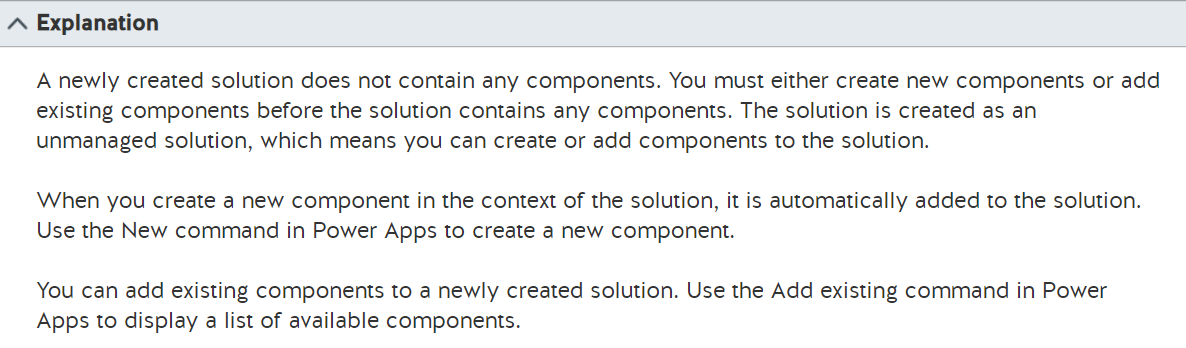 Explanation
A newly created solution does not contain any components. You must either create new components or add
existing components before the solution contains any components. The solution is created as an
unmanaged solution, which means you can create or add components to the solution.
When you create a new component in the context of the solution, it is automatically added to the solution.
Use the New command in Power Apps to create a new component.
You can add existing components to a newly created solution. Use the Add existing command in Power
Apps to display a list of available components.